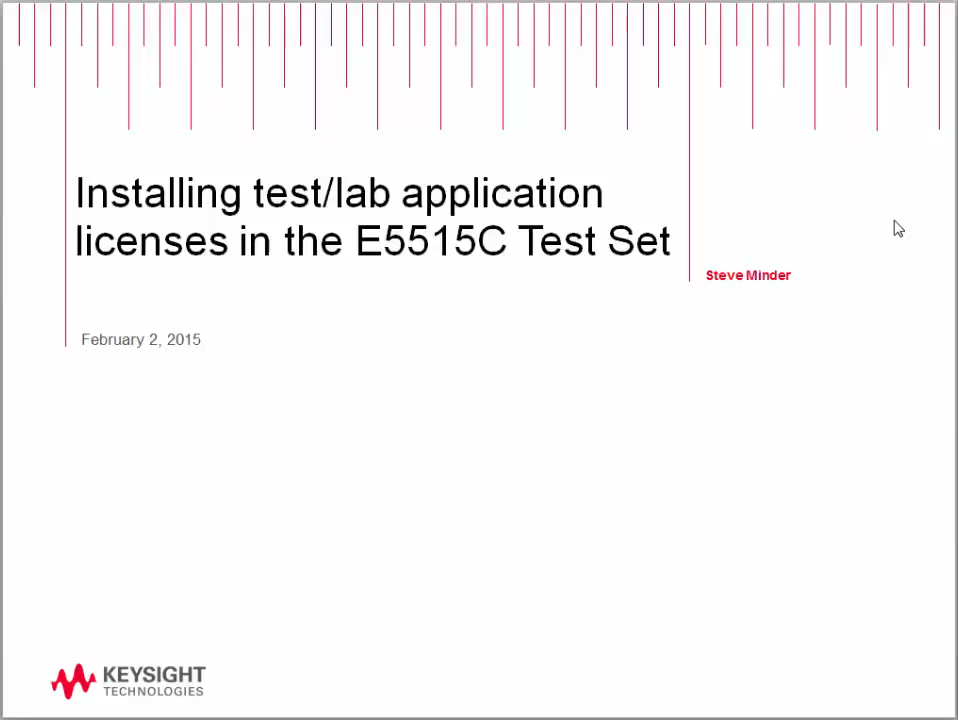 Installing test/lab application
licenses in the E5515C Test Set
Steve Minder
February 2, 2015
KEYSIGHT
TECHNOLOGIES